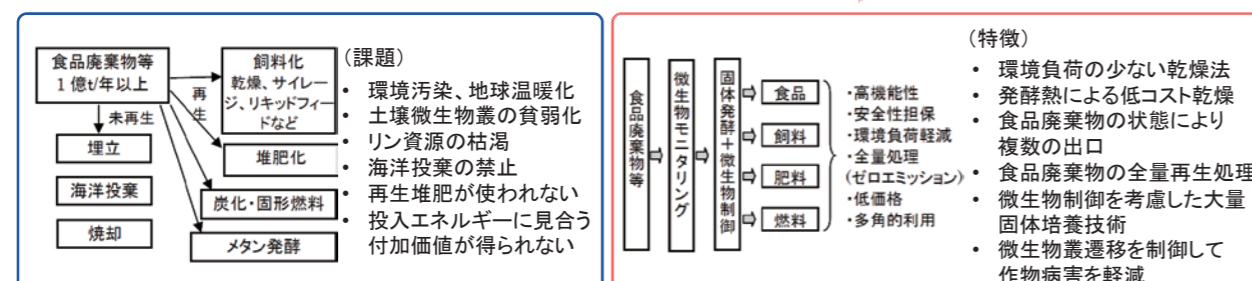 食品廃棄物等
1億t/年以上
未再生
再生
埋立
海洋投棄
焼却
飼料化
乾燥、サイレー
ジ、リキッドフィー
ドなど
堆肥化
炭化・固形燃料
メタン発酵
（課題）
• 環境汚染、地球温暖化
• 土壌微生物叢の貧弱化
• リン資源の枯渇
• 海洋投棄の禁止
• 再生堆肥が使われない
• 投入エネルギーに見合う
付加価値が得られない
食品廃棄物等
微生物モニタリング
固体発酵＋微生物制御
食品
飼料
肥料
燃料
・高機能性
・安全性担保
・環境負荷軽減
・全量処理
(ゼロエミッション)
・低価格
・多角的利用
（特徴）
• 環境負荷の少ない乾燥法
• 発酵熱による低コスト乾燥
• 食品廃棄物の状態により
複数の出口
• 食品廃棄物の全量再生処理
• 微生物制御を考慮した大量
固体培養技術
• 微生物叢遷移を制御して
作物病害を軽減